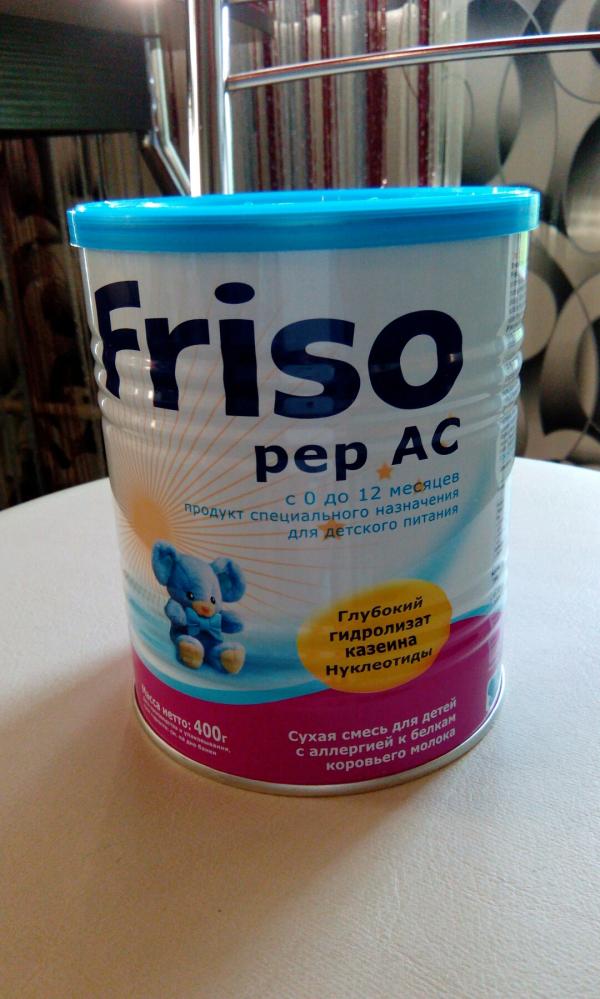 Friso
pep AC
с 0 до 12 месяцев
продукт специального назначения
для детского питания
Глубокий
гидролизат
казеина
Нуклеотиды
Масса нетто: 400г
Сухая смесь для детей
с аллергией к белкам
коровьего молока